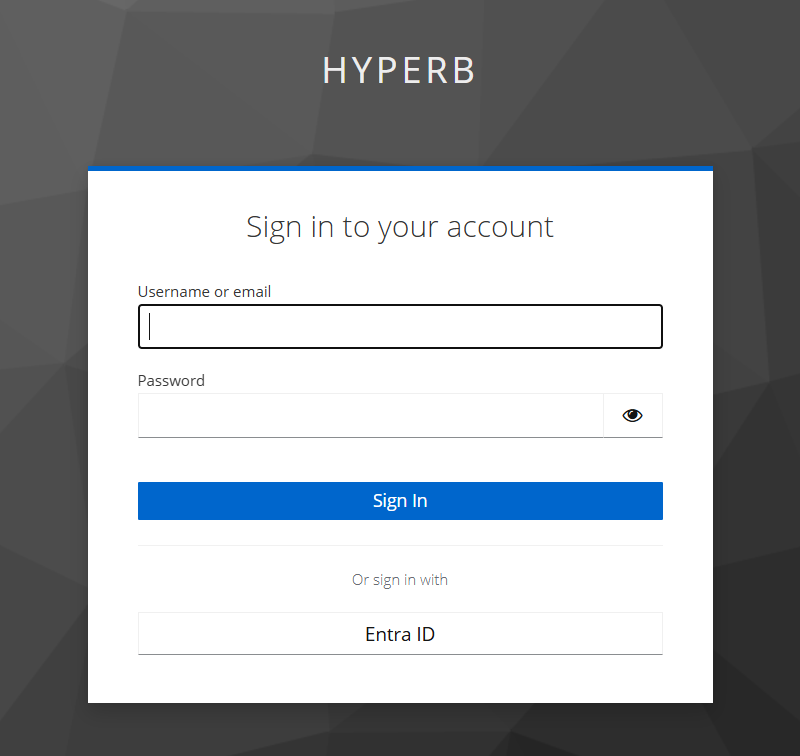 HYPERB
Sign in to your account
Username or email
Password
Sign In
Or sign in with
Entra ID